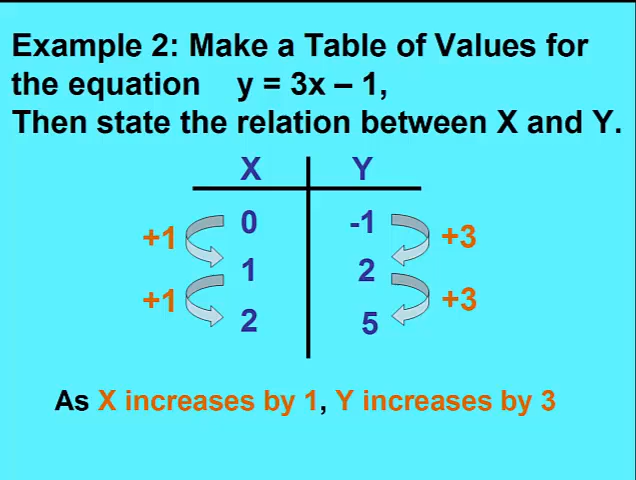 Example 2: Make a Table of Values for
the equation y = 3x – 1,
Then state the relation between X and Y.
X Y
0 -1
+1 +3
1 2
+1 +3
2 5
As X increases by 1, Y increases by 3